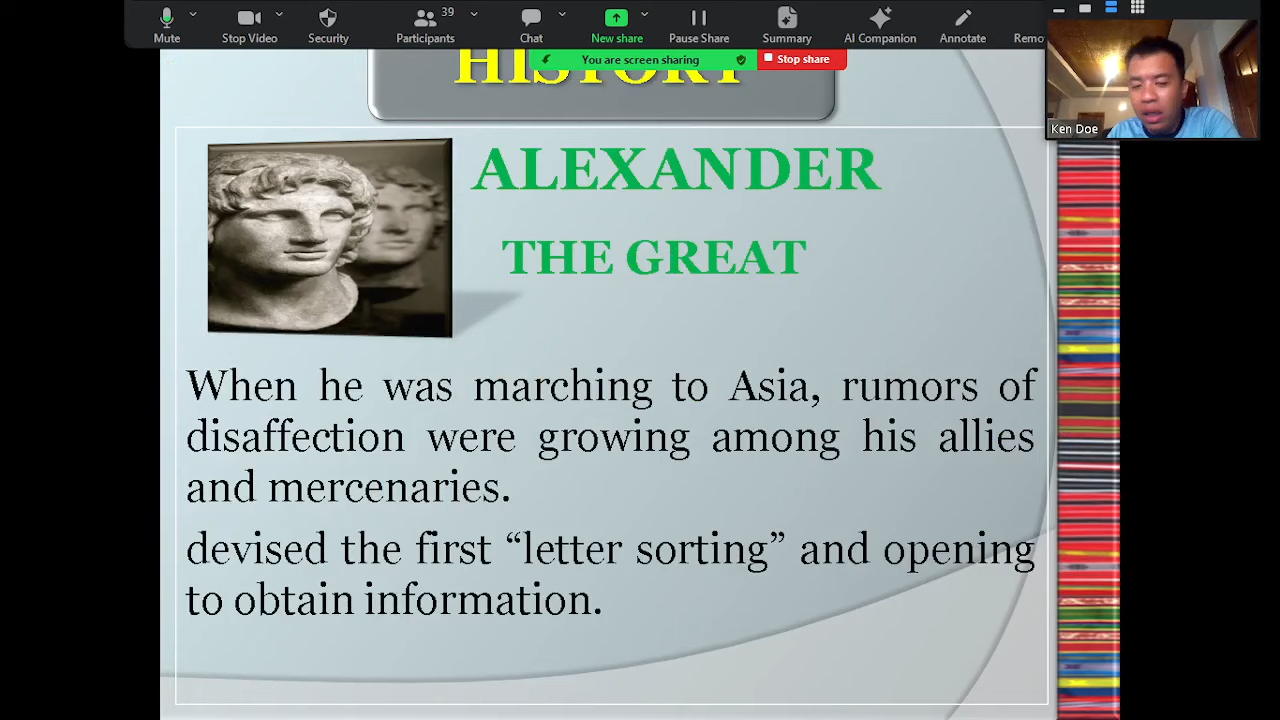 39
Mute
Stop Video
Security
Participants
Chat
New share
Pause Share
Summary
AI Companion
Annotate
Remo
You are screen sharing
Stop share
Ken Doe
HISTORY
ALEXANDER
THE GREAT
When he was marching to Asia, rumors of
disaffection were growing among his allies
and mercenaries.
devised the first “letter sorting” and opening
to obtain information.